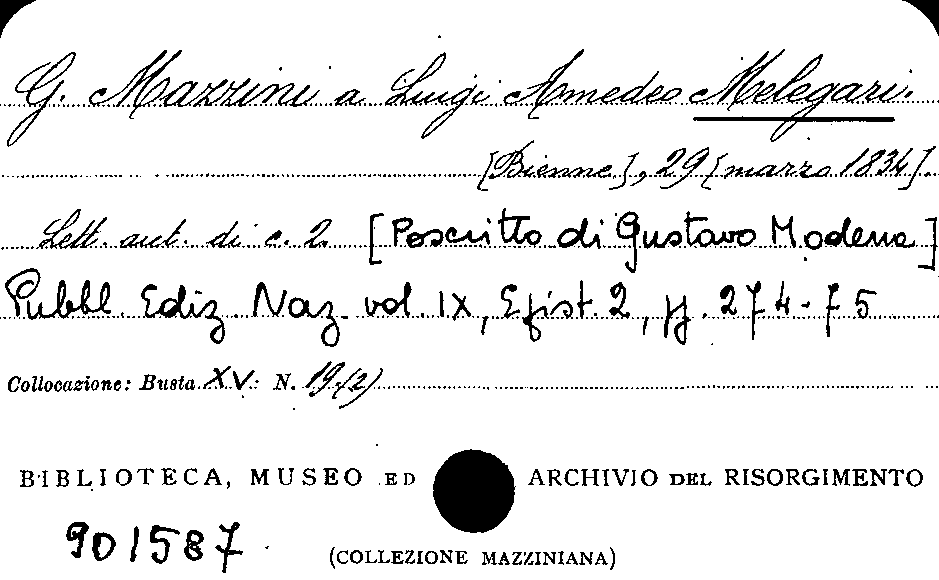 G. Mazzini a Luigi Amedeo Melegari.
[Bienne], 29 [marzo 1834].
Lett. aut. di c. 2. [Poscritto di Gustavo Modena]
Pubbl. Ediz. Naz. vol. IX, Epist. 2, pp. 274-75
Collocazione: Busta XV. N. 19.(2)
BIBLIOTECA, MUSEO ED ARCHIVIO DEL RISORGIMENTO
901587
(COLLEZIONE MAZZINIANA)